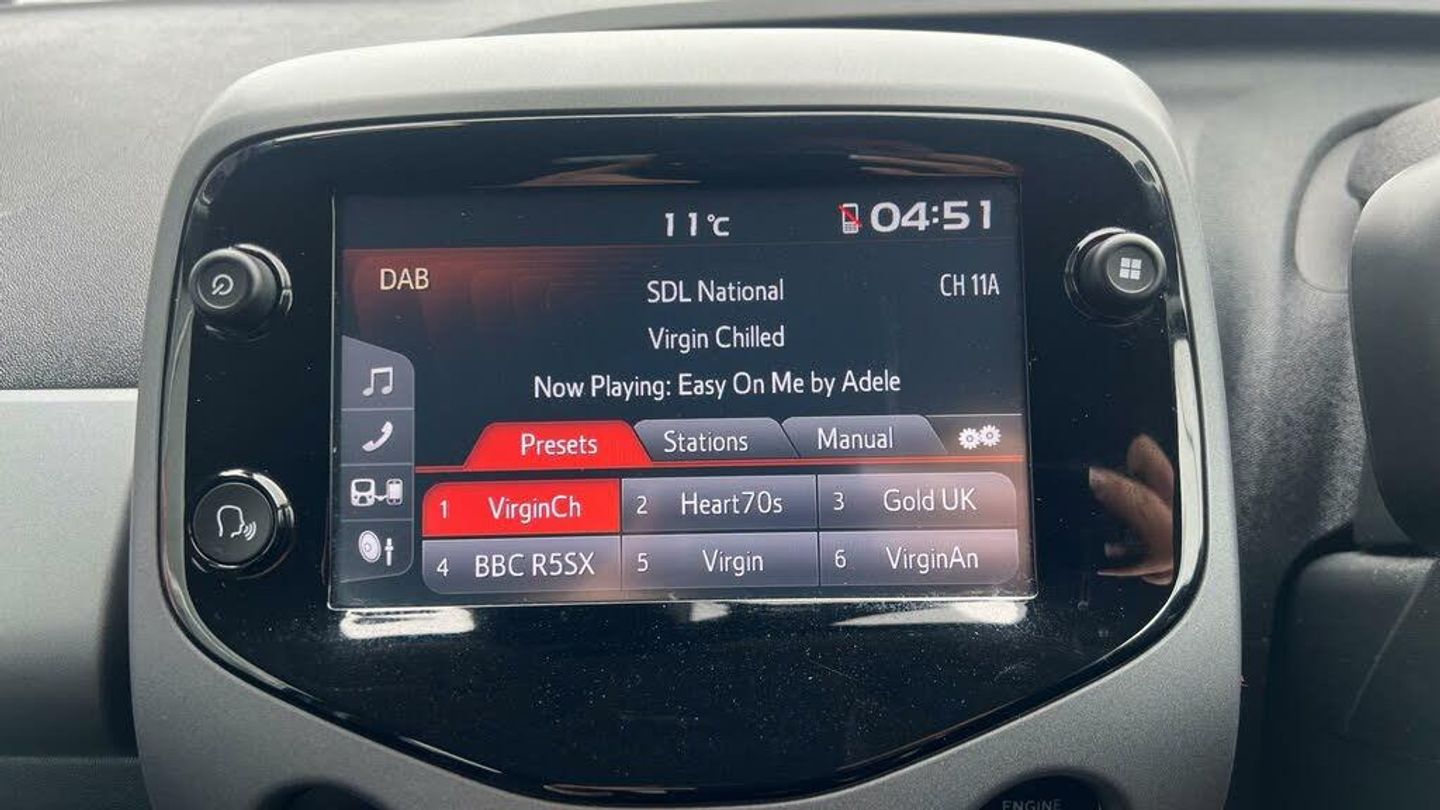 11°C 04:51
DAB SDL National CH 11A
Virgin Chilled
Now Playing: Easy On Me by Adele
Presets Stations Manual
1 VirginCh 2 Heart70s 3 Gold UK
4 BBC R5SX 5 Virgin 6 VirginAn
ENGINE